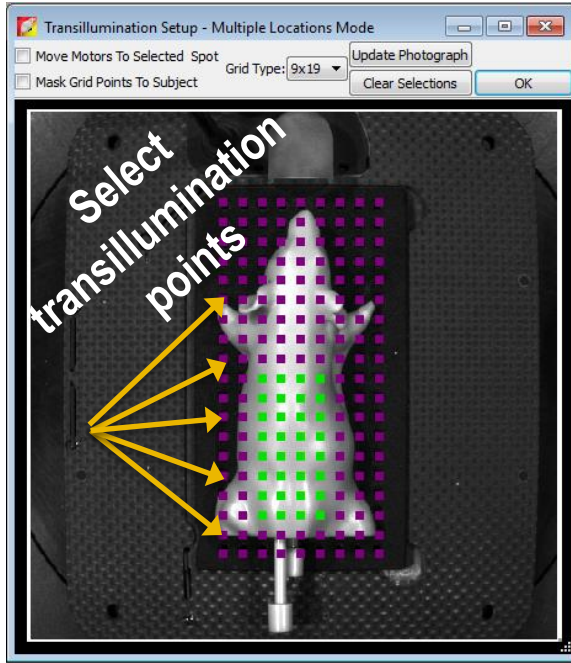 Transillumination Setup - Multiple Locations Mode
Move Motors To Selected Spot
Grid Type: 9x19
Update Photograph
Mask Grid Points To Subject
Clear Selections
OK
Select
transillumination
points